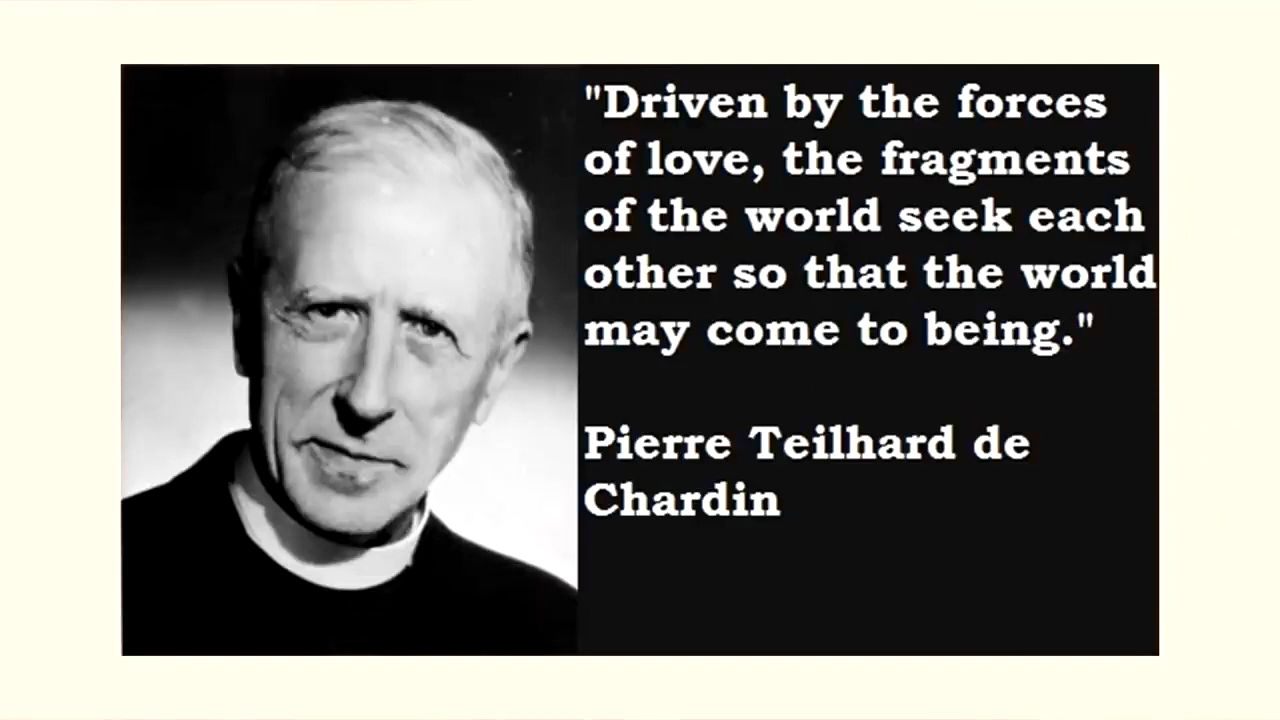 "Driven by the forces
of love, the fragments
of the world seek each
other so that the world
may come to being."
Pierre Teilhard de
Chardin